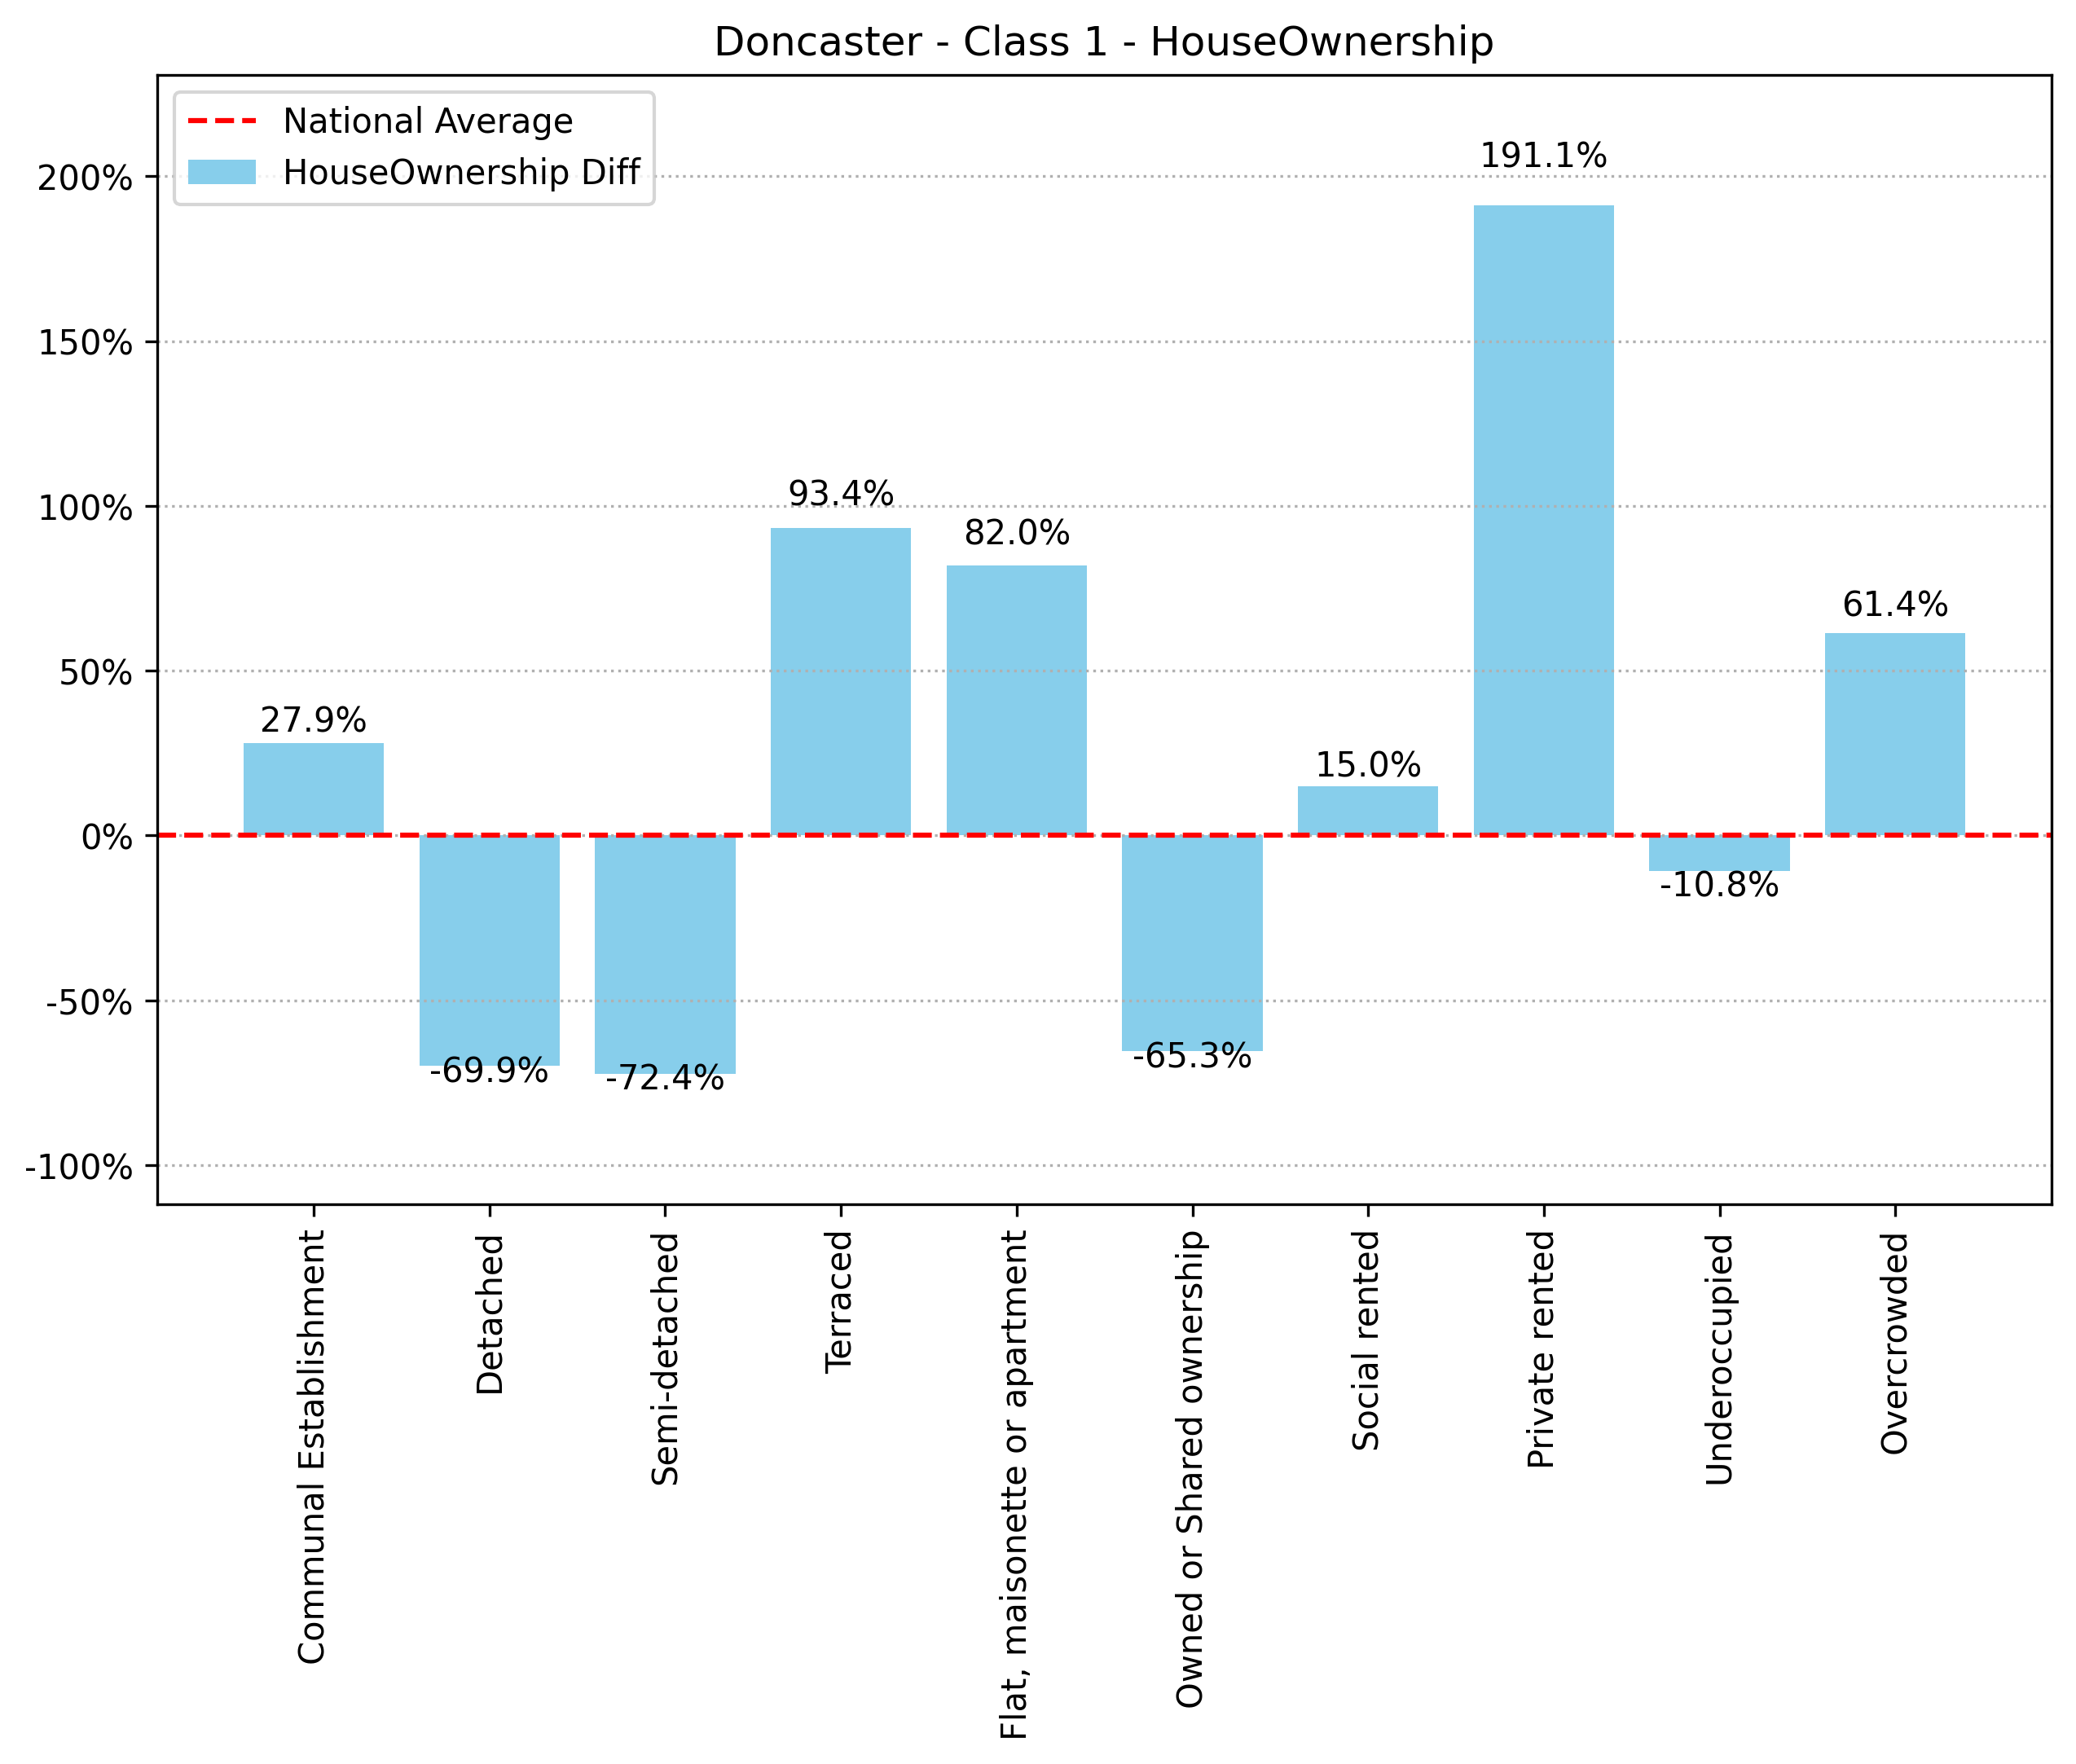 Doncaster - Class 1 - HouseOwnership
National Average
HouseOwnership Diff
200%
150%
100%
50%
0%
-50%
-100%
27.9%
-69.9%
-72.4%
93.4%
82.0%
-65.3%
15.0%
191.1%
-10.8%
61.4%
Communal Establishment
Detached
Semi-detached
Terraced
Flat, maisonette or apartment
Owned or Shared ownership
Social rented
Private rented
Underoccupied
Overcrowded